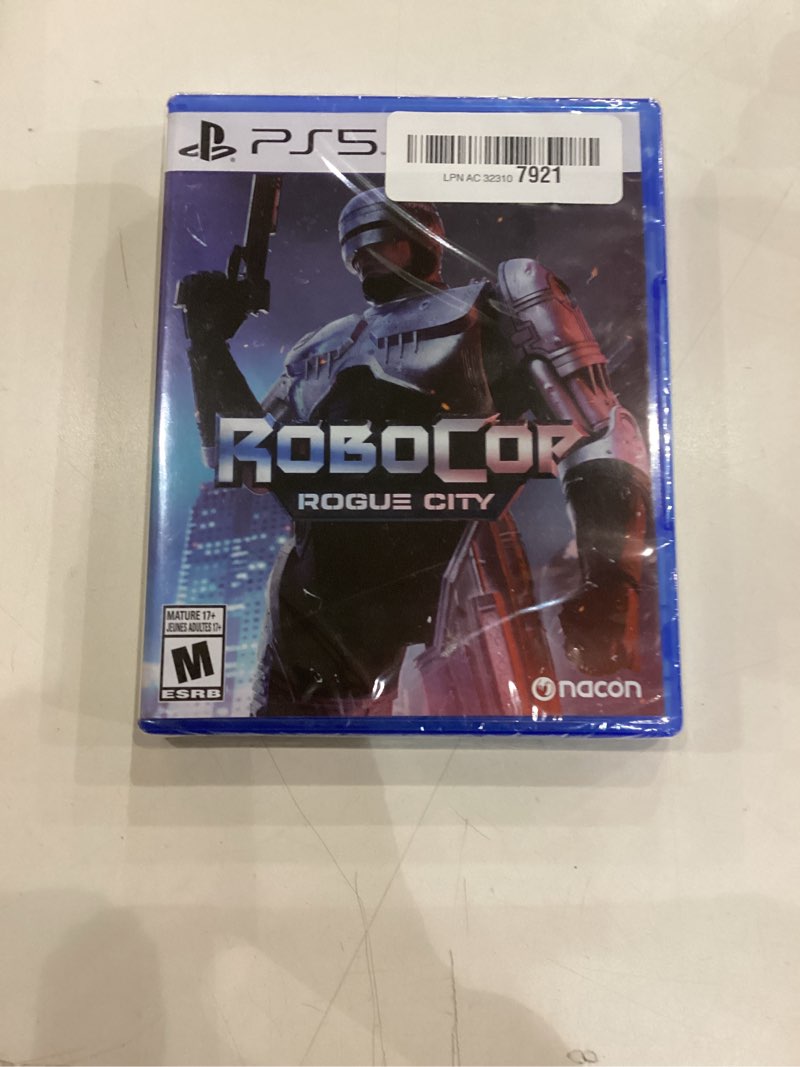 PS5
LPN AC 32310 7921
ROBOCOP
ROGUE CITY
MATURE 17+
JEUNES ADULTES 17+
M
ESRB
nacon